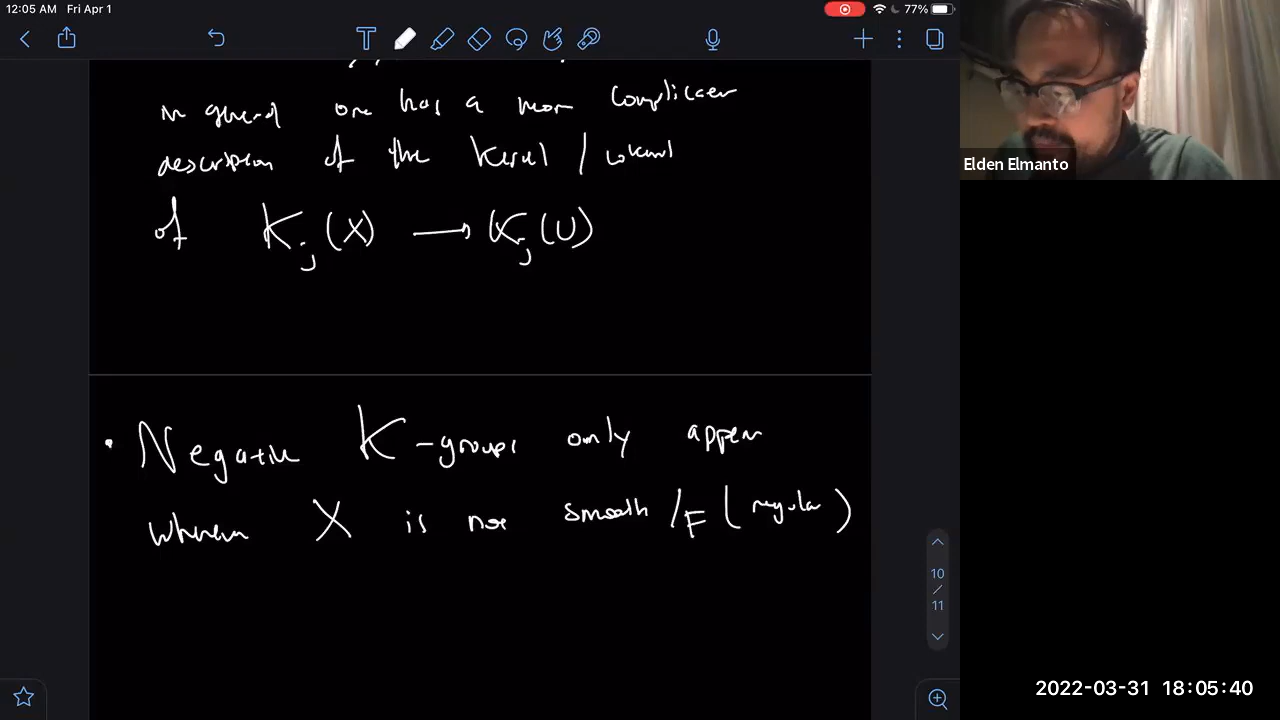 12:05 AM Fri Apr 1
77%
in general one has a more complicated
description of the kernel / cokernel
of K_j (X) → K_j (U)
• Negative K-groups only appear
whenever X is not smooth /F (regular)
10
/
11
Elden Elmanto
2022-03-31 18:05:40